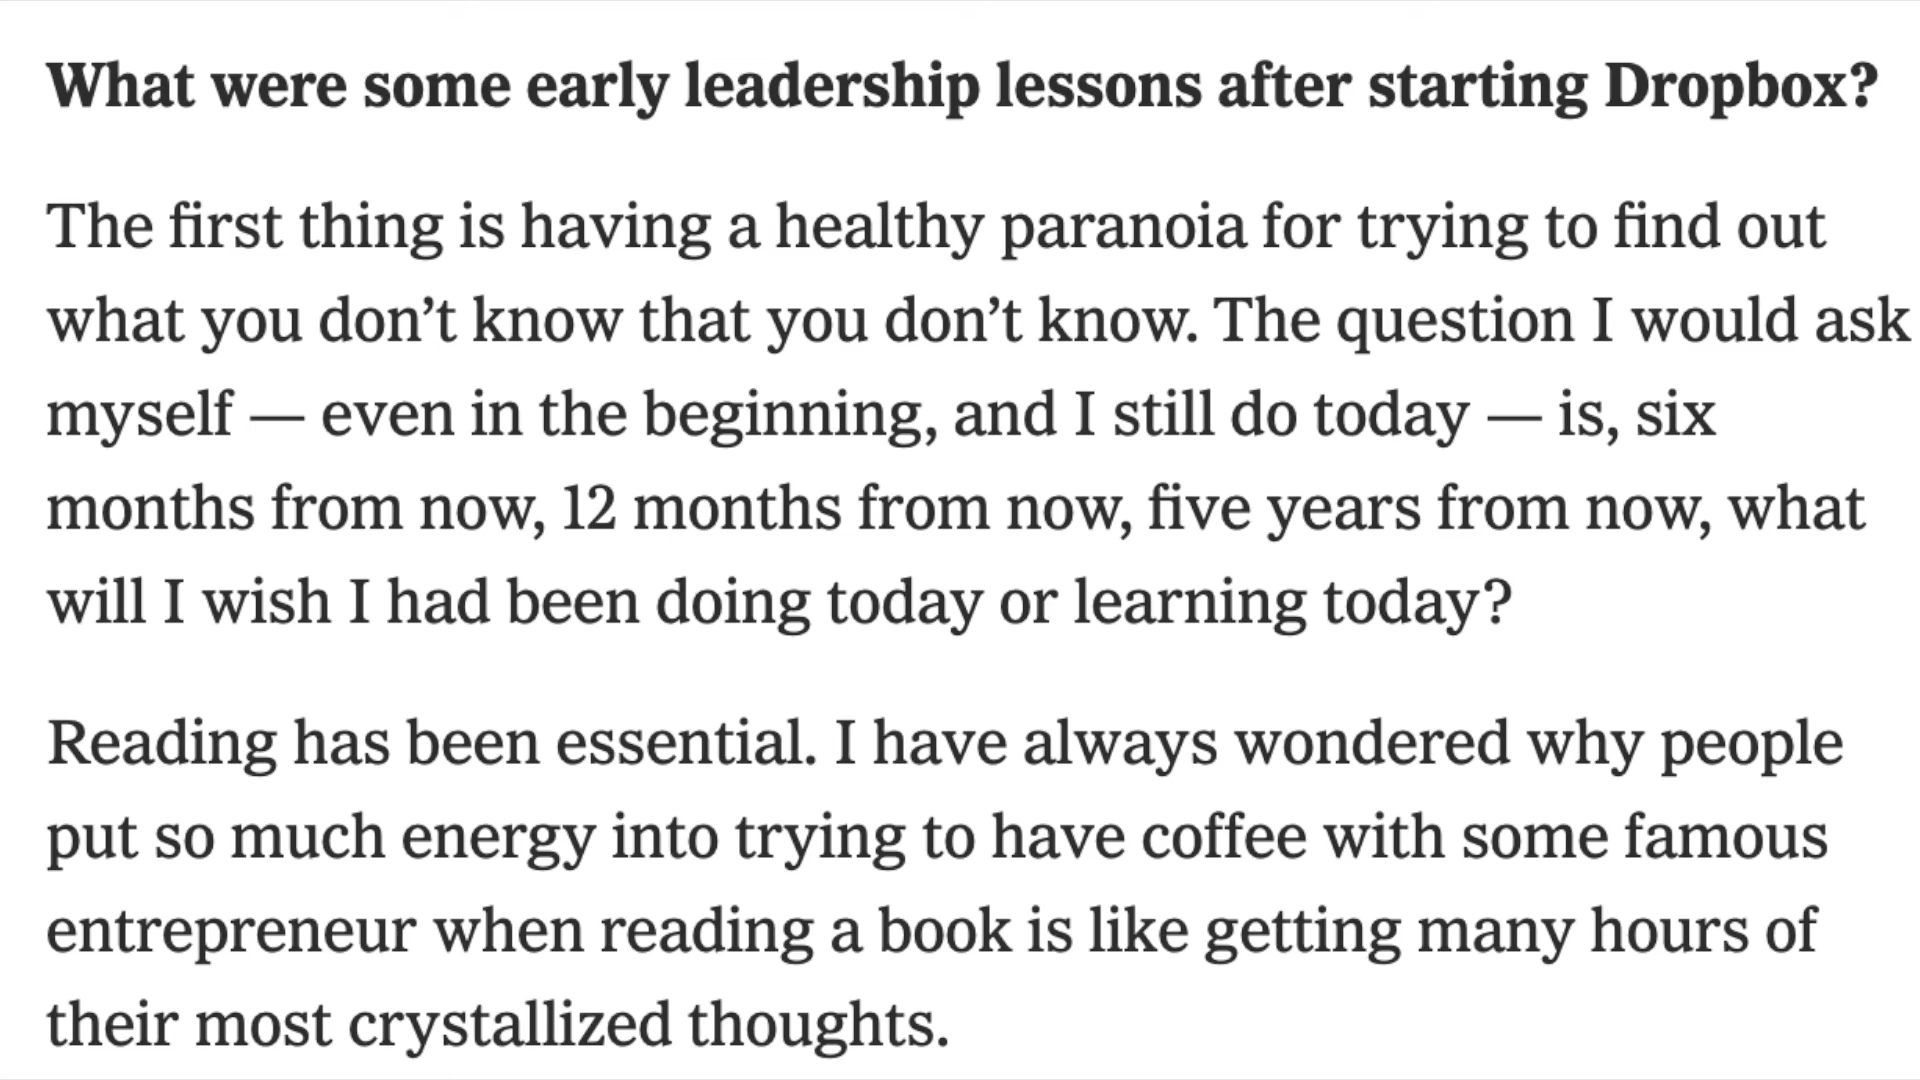 What were some early leadership lessons after starting Dropbox?
The first thing is having a healthy paranoia for trying to find out
what you don’t know that you don’t know. The question I would ask
myself — even in the beginning, and I still do today — is, six
months from now, 12 months from now, five years from now, what
will I wish I had been doing today or learning today?
Reading has been essential. I have always wondered why people
put so much energy into trying to have coffee with some famous
entrepreneur when reading a book is like getting many hours of
their most crystallized thoughts.